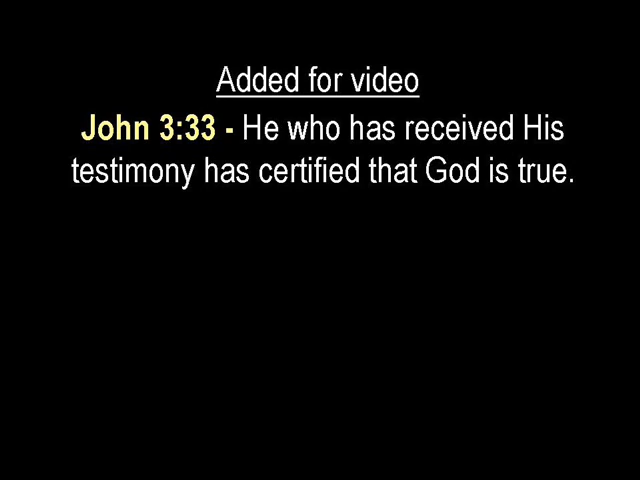 Added for video
John 3:33 - He who has received His
testimony has certified that God is true.